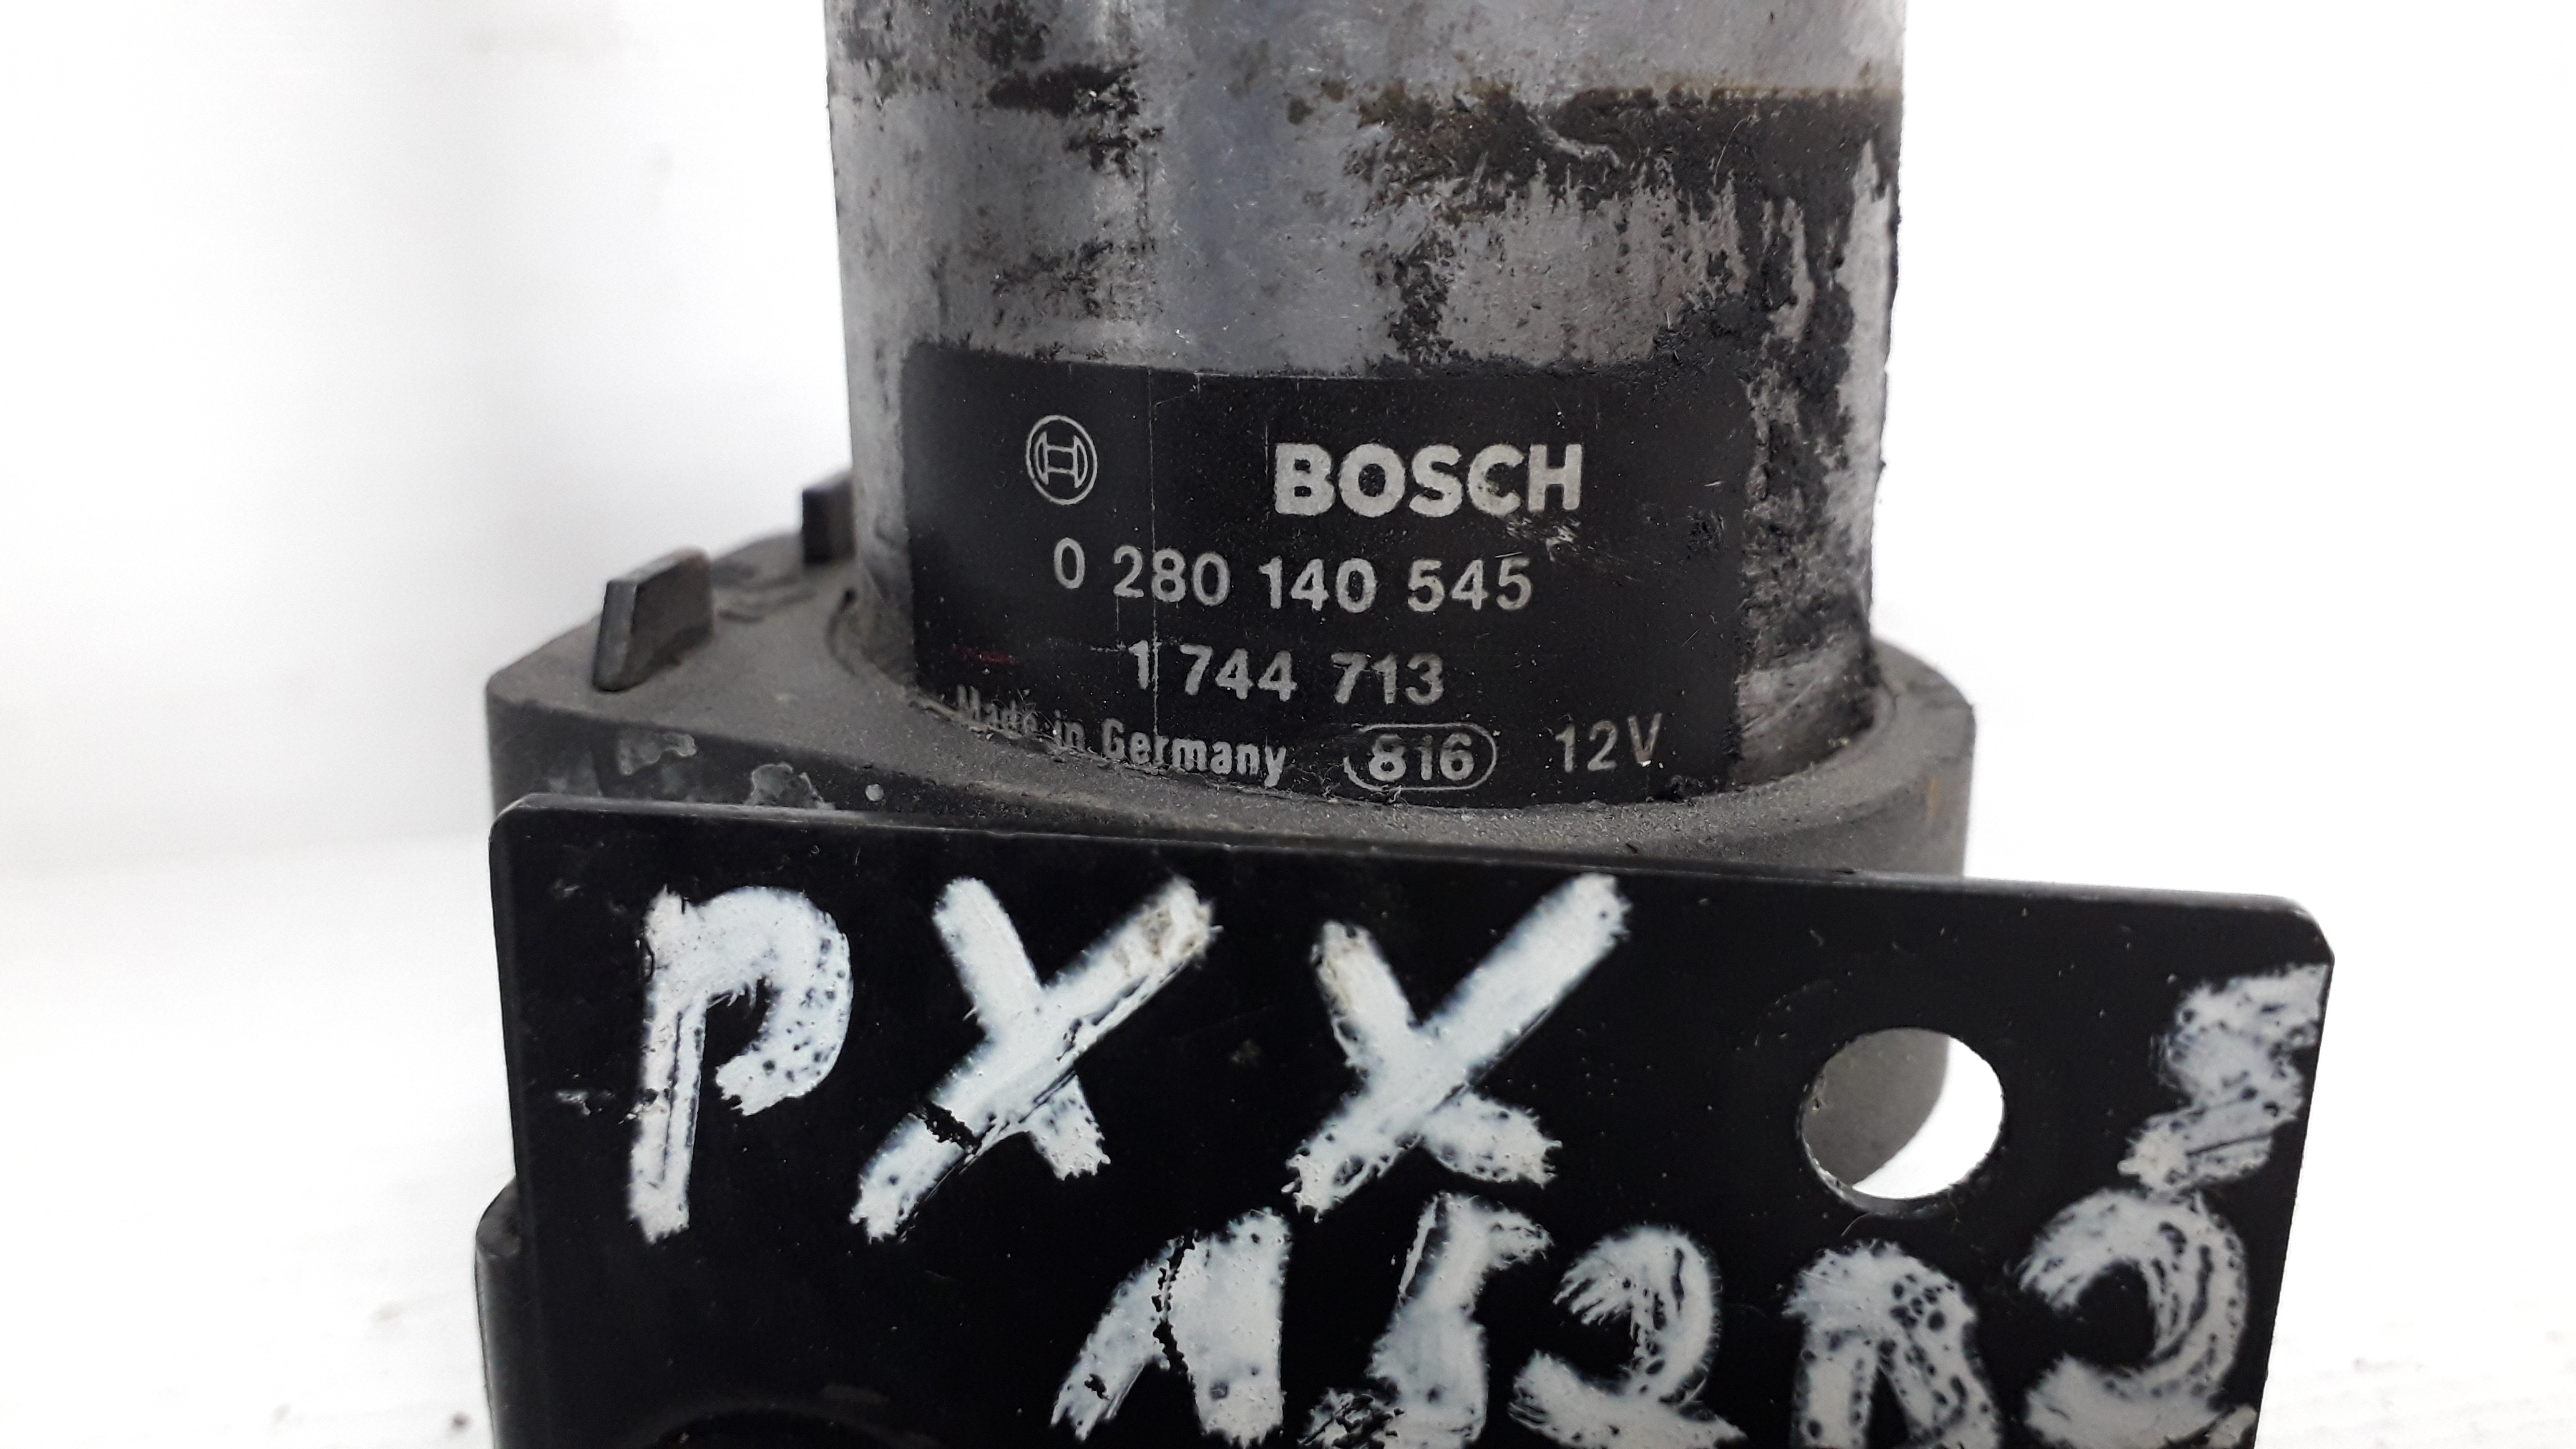 BOSCH
0 280 140 545
1 744 713
Made in Germany 816 12V
PXX